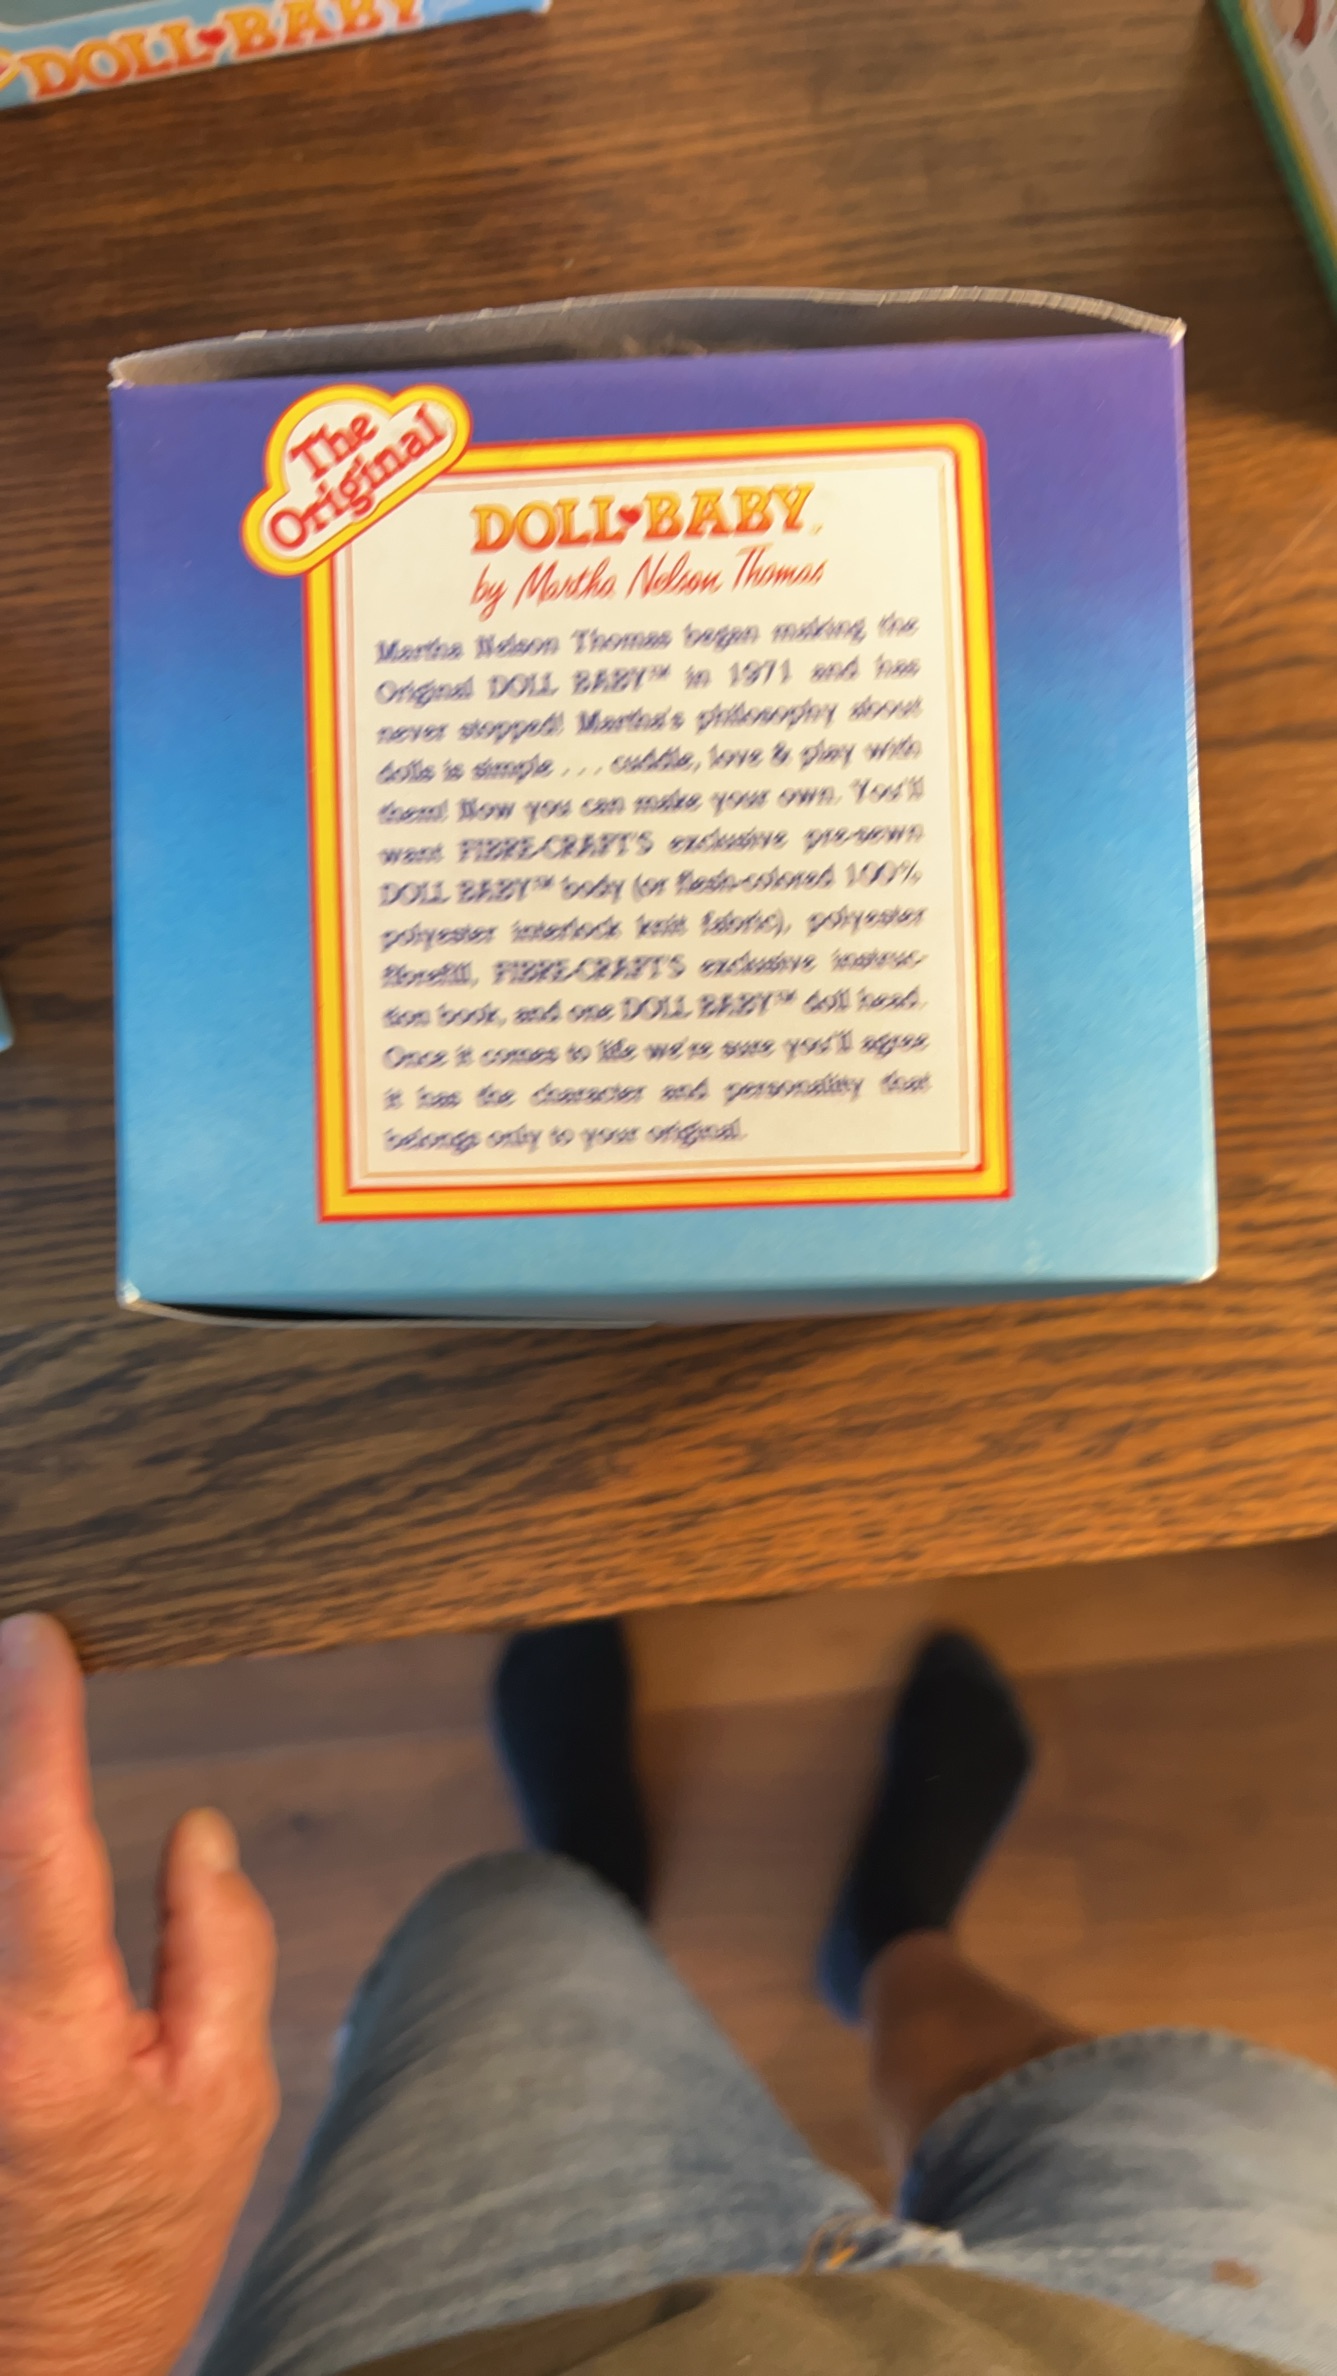 DOLL BABY
The
Original
DOLL BABY
by Martha Nelson Thomas
Martha Nelson Thomas began making the
Original DOLL BABY™ in 1971 and has
never stopped! Martha's philosophy about
dolls is simple . . . cuddle, love & play with
them! Now you can make your own. You'll
want FIBRE-CRAFT'S exclusive pre-sewn
DOLL BABY™ body (or flesh-colored 100%
polyester interlock knit fabric), polyester
fibrefill, FIBRE-CRAFT'S exclusive instruc-
tion book, and one DOLL BABY™ doll head.
Once it comes to life we're sure you'll agree
it has the character and personality that
belongs only to your original.